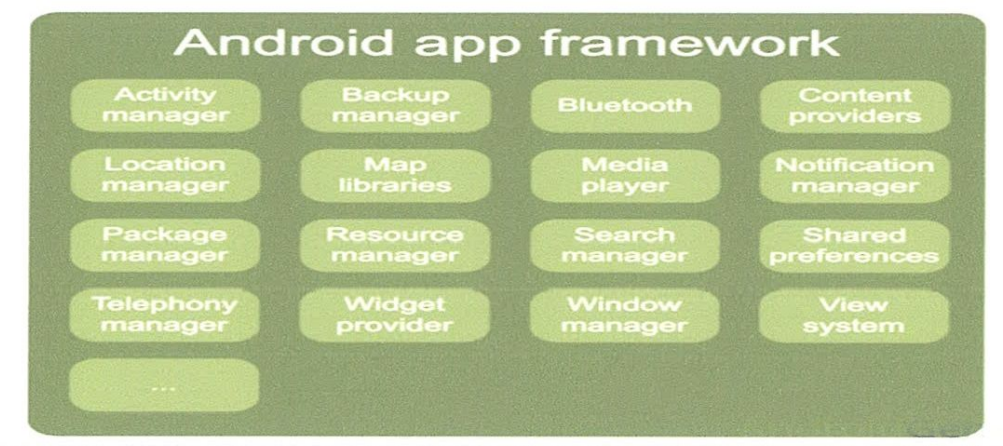 Android app framework
Activity
manager
Backup
manager
Bluetooth
Content
providers
Location
manager
Map
libraries
Media
player
Notification
manager
Package
manager
Resource
manager
Search
manager
Shared
preferences
Telephony
manager
Widget
provider
Window
manager
View
system
...